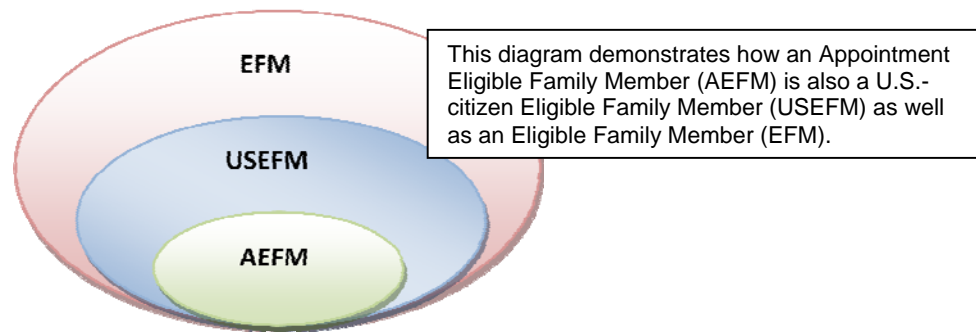 EFM
This diagram demonstrates how an Appointment
Eligible Family Member (AEFM) is also a U.S.-
citizen Eligible Family Member (USEFM) as well
as an Eligible Family Member (EFM).
USEFM
AEFM